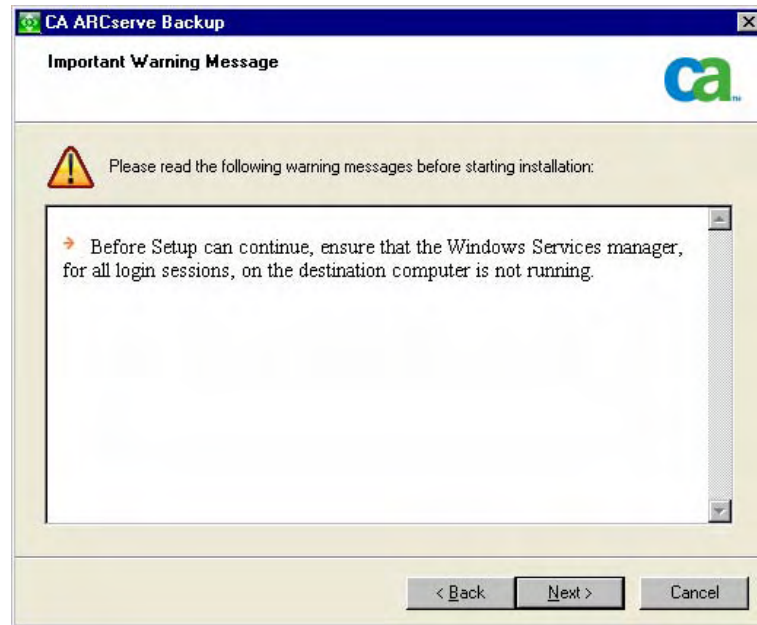 CA ARCserve Backup
Important Warning Message
ca
Please read the following warning messages before starting installation:
Before Setup can continue, ensure that the Windows Services manager,
for all login sessions, on the destination computer is not running.
< Back Next > Cancel